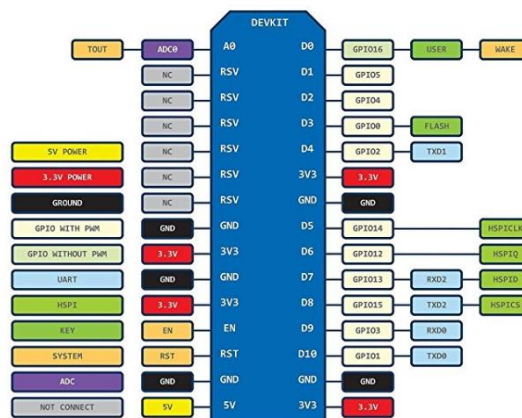 DEVKIT
TOUT ADC0 A0 D0 GPIO16 USER WAKE
NC RSV D1 GPIO5
NC RSV D2 GPIO4
NC RSV D3 GPIO0 FLASH
5V POWER NC RSV D4 GPIO2 TXD1
3.3V POWER NC RSV 3V3 3.3V
GROUND NC RSV GND GND
GPIO WITH PWM GND GND D5 GPIO14 HSPICLK
GPIO WITHOUT PWM 3.3V 3V3 D6 GPIO12 HSPIQ
UART GND GND D7 GPIO13 RXD2 HSPID
HSPI 3.3V 3V3 D8 GPIO15 TXD2 HSPICS
KEY EN EN D9 GPIO3 RXD0
SYSTEM RST RST D10 GPIO1 TXD0
ADC GND GND GND GND
NOT CONNECT 5V 5V 3V3 3.3V